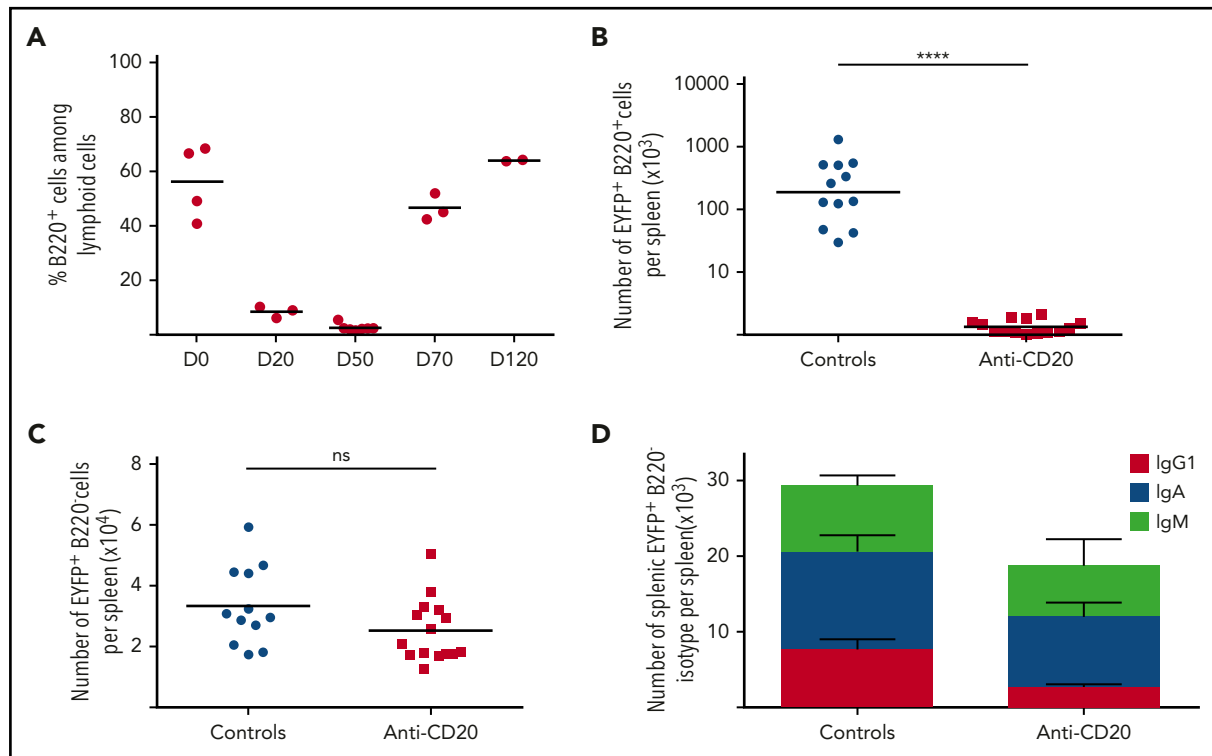 A
% B220⁺ cells among
lymphoid cells
100
80
60
40
20
D0 D20 D50 D70 D120
B
Number of EYFP⁺ B220⁺cells
per spleen (x10³)
****
10000
1000
100
10
Controls Anti-CD20
C
Number of EYFP⁺ B220⁻cells
per spleen (x10⁴)
ns
8
6
4
2
Controls Anti-CD20
D
Number of splenic EYFP⁺ B220⁻
isotype per spleen(x10³)
30
20
10
IgG1
IgA
IgM
Controls Anti-CD20